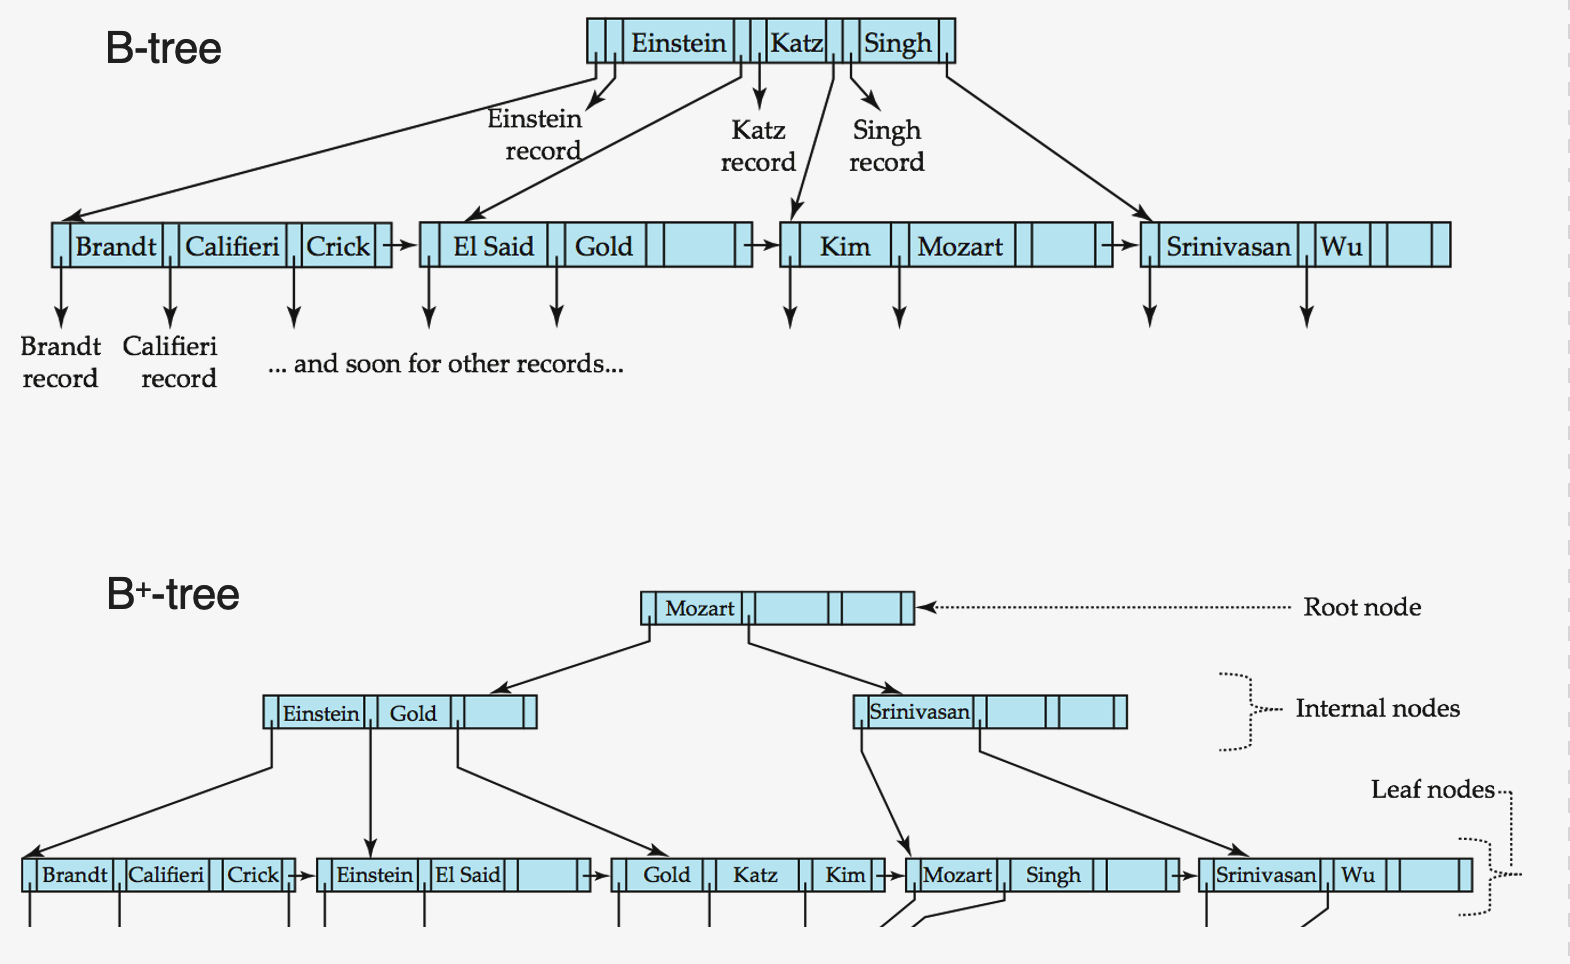 B-tree
Einstein Katz Singh
Einstein
record
Katz
record
Singh
record
Brandt Califieri Crick El Said Gold Kim Mozart Srinivasan Wu
Brandt
record
Califieri
record
... and soon for other records...
B+-tree
Mozart
Root node
Einstein Gold Srinivasan
Internal nodes
Leaf nodes
Brandt Califieri Crick Einstein El Said Gold Katz Kim Mozart Singh Srinivasan Wu